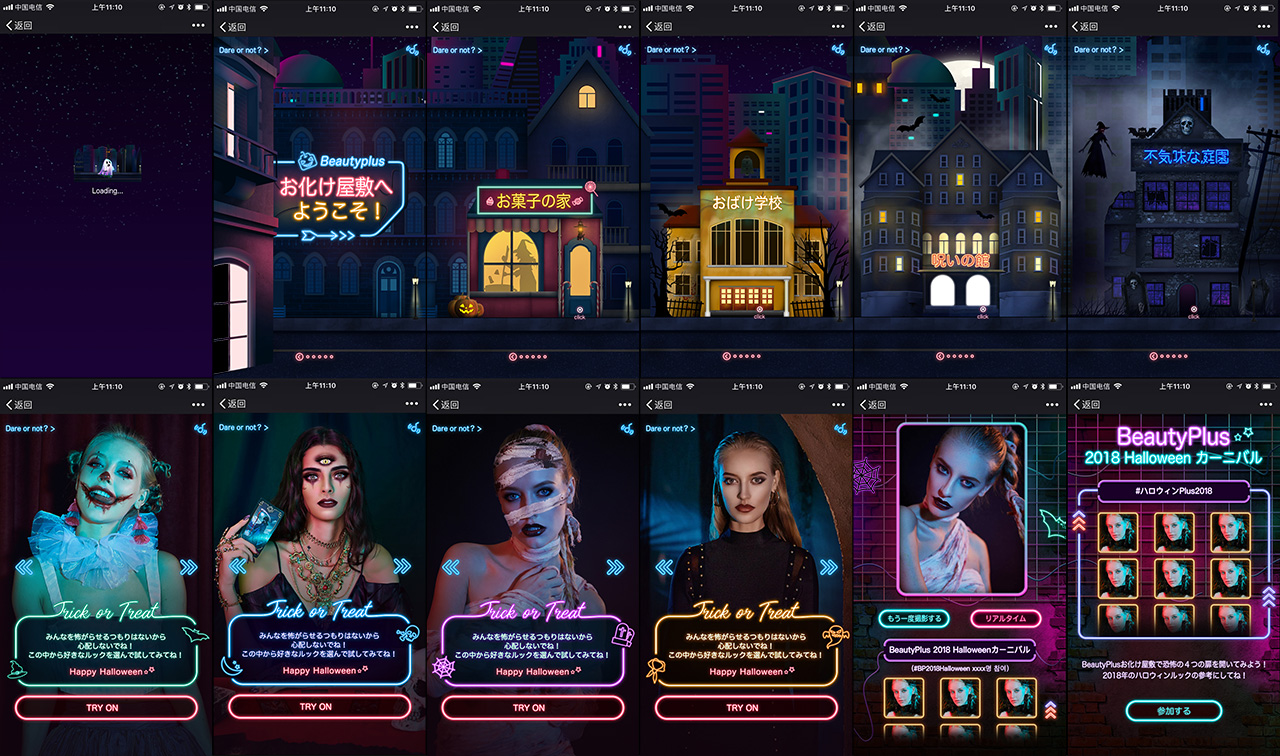 中国电信
上午11:10
返回
Loading...
中国电信
上午11:10
返回
Dare or not? >
Beautyplus
お化け屋敷へ
ようこそ！
中国电信
上午11:10
返回
Dare or not? >
お菓子の家
click
中国电信
上午11:10
返回
Dare or not? >
おばけ学校
click
中国电信
上午11:10
返回
Dare or not? >
呪いの館
click
中国电信
上午11:10
返回
Dare or not? >
不気味な庭園
click
中国电信
上午11:10
返回
Dare or not? >
Trick or Treat
みんなを怖がらせるつもりはないから
心配しないでね！
この中から好きなルックを選んで試してみてね！
Happy Halloween
TRY ON
中国电信
上午11:10
返回
Dare or not? >
Trick or Treat
みんなを怖がらせるつもりはないから
心配しないでね！
この中から好きなルックを選んで試してみてね！
Happy Halloween
TRY ON
中国电信
上午11:10
返回
Dare or not? >
Trick or Treat
みんなを怖がらせるつもりはないから
心配しないでね！
この中から好きなルックを選んで試してみてね！
Happy Halloween
TRY ON
中国电信
上午11:10
返回
Dare or not? >
Trick or Treat
みんなを怖がらせるつもりはないから
心配しないでね！
この中から好きなルックを選んで試してみてね！
Happy Halloween
TRY ON
中国电信
上午11:10
返回
もう一度撮影する
リアルタイム
BeautyPlus 2018 Halloweenカーニバル
(#BP2018Halloween xxxx명 참여)
中国电信
上午11:10
返回
BeautyPlus
2018 Halloween カーニバル
#ハロウィンPlus2018
BeautyPlusお化け屋敷で恐怖の４つの扉を開いてみよう！
2018年のハロウィンルックの参考にしてね！
参加する